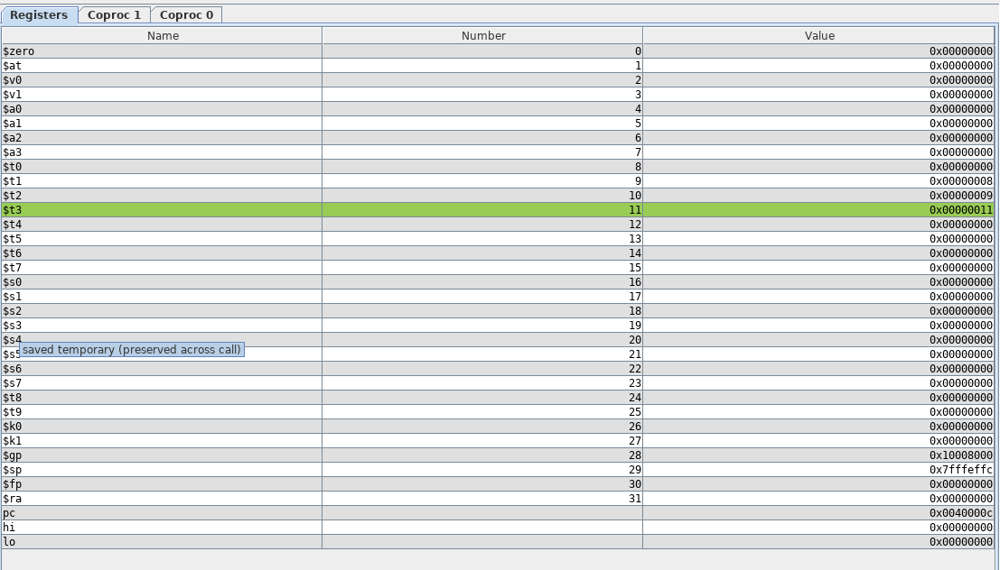 Registers Coproc 1 Coproc 0
Name Number Value
$zero 0 0x00000000
$at 1 0x00000000
$v0 2 0x00000000
$v1 3 0x00000000
$a0 4 0x00000000
$a1 5 0x00000000
$a2 6 0x00000000
$a3 7 0x00000000
$t0 8 0x00000000
$t1 9 0x00000008
$t2 10 0x00000009
$t3 11 0x00000011
$t4 12 0x00000000
$t5 13 0x00000000
$t6 14 0x00000000
$t7 15 0x00000000
$s0 16 0x00000000
$s1 17 0x00000000
$s2 18 0x00000000
$s3 19 0x00000000
$s4 20 0x00000000
saved temporary (preserved across call)
$s5 21 0x00000000
$s6 22 0x00000000
$s7 23 0x00000000
$t8 24 0x00000000
$t9 25 0x00000000
$k0 26 0x00000000
$k1 27 0x00000000
$gp 28 0x10008000
$sp 29 0x7fffeffc
$fp 30 0x00000000
$ra 31 0x00000000
pc 0x0040000c
hi 0x00000000
lo 0x00000000